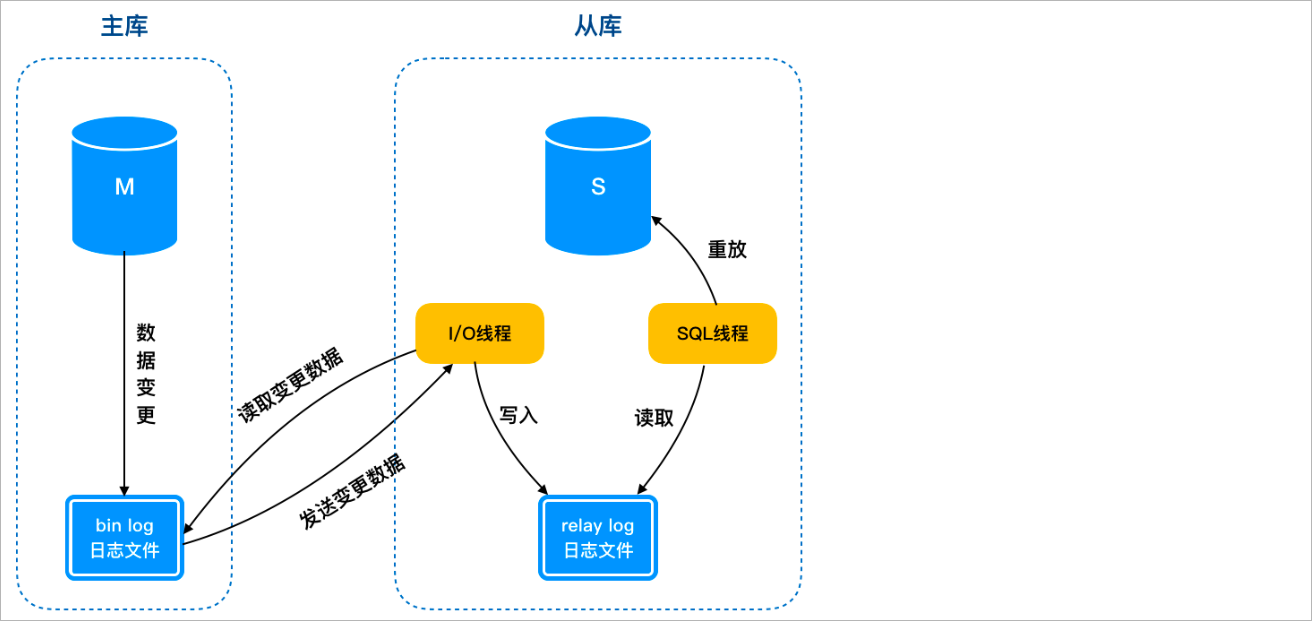 主库
从库
M
S
重放
I/O线程
SQL线程
数据变更
读取变更数据
写入
读取
发送变更数据
bin log
日志文件
relay log
日志文件